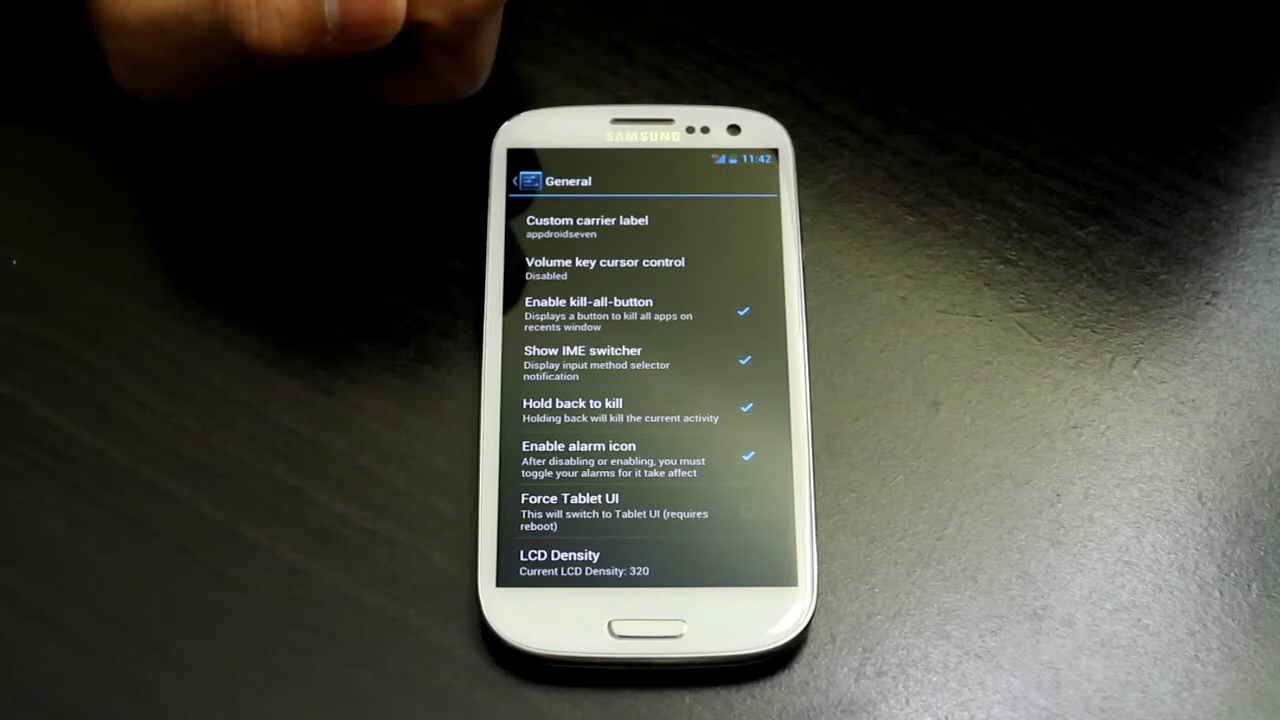 SAMSUNG
11:42
General
Custom carrier label
appdroidseven
Volume key cursor control
Disabled
Enable kill-all-button
Displays a button to kill all apps on
recents window
Show IME switcher
Display input method selector
notification
Hold back to kill
Holding back will kill the current activity
Enable alarm icon
After disabling or enabling, you must
toggle your alarms for it take affect
Force Tablet UI
This will switch to Tablet UI (requires
reboot)
LCD Density
Current LCD Density: 320